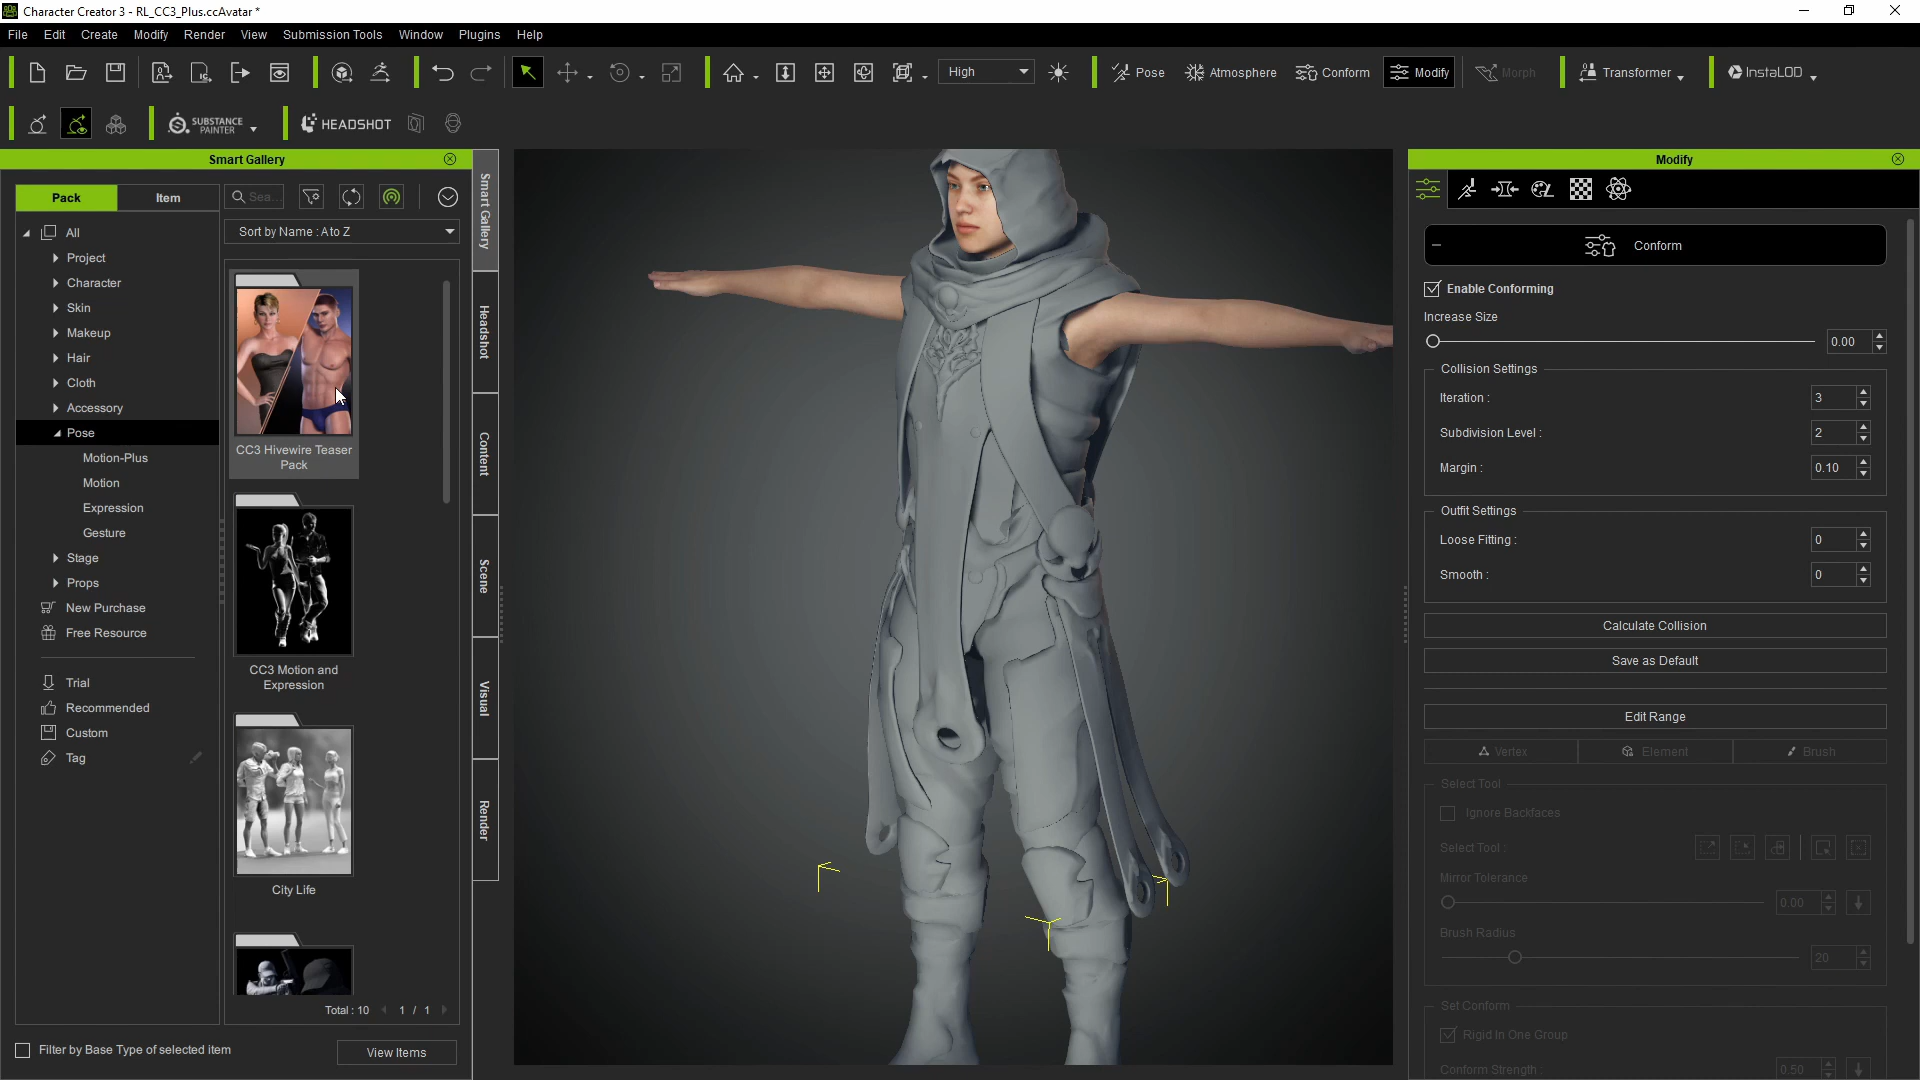 Character Creator 3 - RL_CC3_Plus.ccAvatar *
File Edit Create Modify Render View Submission Tools Window Plugins Help
High Pose Atmosphere Conform Modify Morph Transformer InstaLOD
SUBSTANCE PAINTER HEADSHOT
Smart Gallery
Pack Item Sea...
Sort by Name : A to Z
All
Project
Character
Skin
Makeup
Hair
Cloth
Accessory
Pose
Motion-Plus
Motion
Expression
Gesture
Stage
Props
New Purchase
Free Resource
Trial
Recommended
Custom
Tag
CC3 Hivewire Teaser
Pack
CC3 Motion and
Expression
City Life
Total : 10 1 / 1
Filter by Base Type of selected item
View Items
Smart Gallery
Headshot
Content
Scene
Visual
Render
Modify
Conform
Enable Conforming
Increase Size
0.00
Collision Settings
Iteration : 3
Subdivision Level : 2
Margin : 0.10
Outfit Settings
Loose Fitting : 0
Smooth : 0
Calculate Collision
Save as Default
Edit Range
Vertex Element Brush
Select Tool
Ignore Backfaces
Select Tool :
Mirror Tolerance
0.00
Brush Radius
20
Set Conform
Rigid In One Group
Conform Strength : 0.50